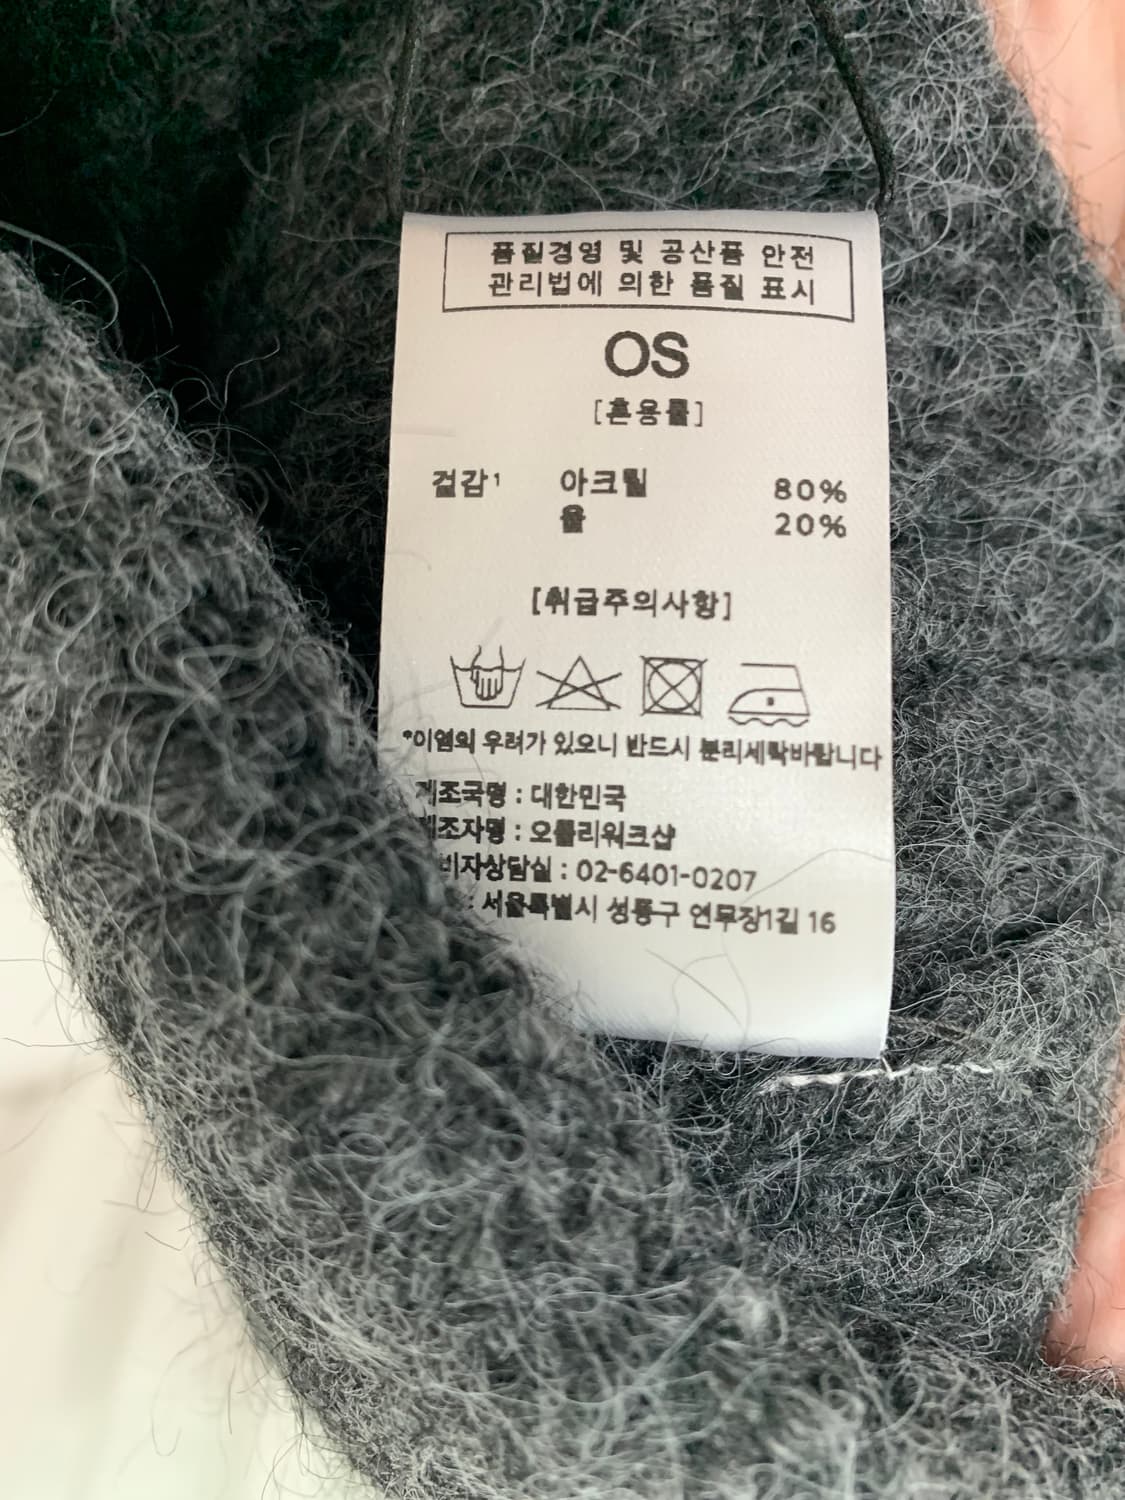 품질경영 및 공산품 안전
관리법에 의한 품질 표시
OS
[혼용률]
겉감1 아크릴 80%
울 20%
[취급주의사항]
*이염의 우려가 있으니 반드시 분리세탁바랍니다
제조국명 : 대한민국
제조자명 : 오롤리워크샵
비자상담실 : 02-6401-0207
: 서울특별시 성동구 연무장1길 16